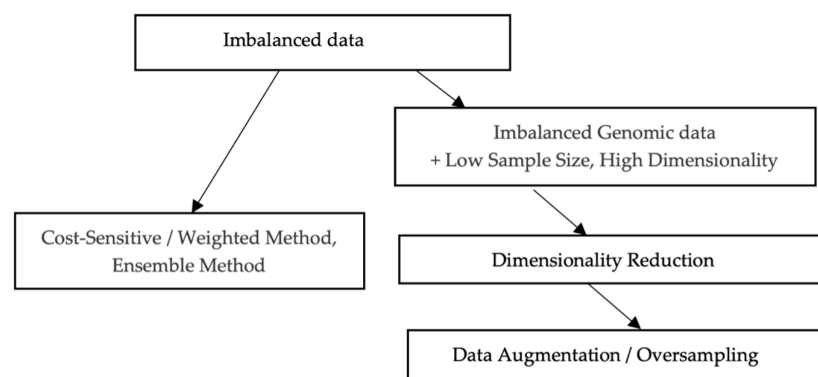 Imbalanced data
Imbalanced Genomic data
+ Low Sample Size, High Dimensionality
Cost-Sensitive / Weighted Method,
Ensemble Method
Dimensionality Reduction
Data Augmentation / Oversampling